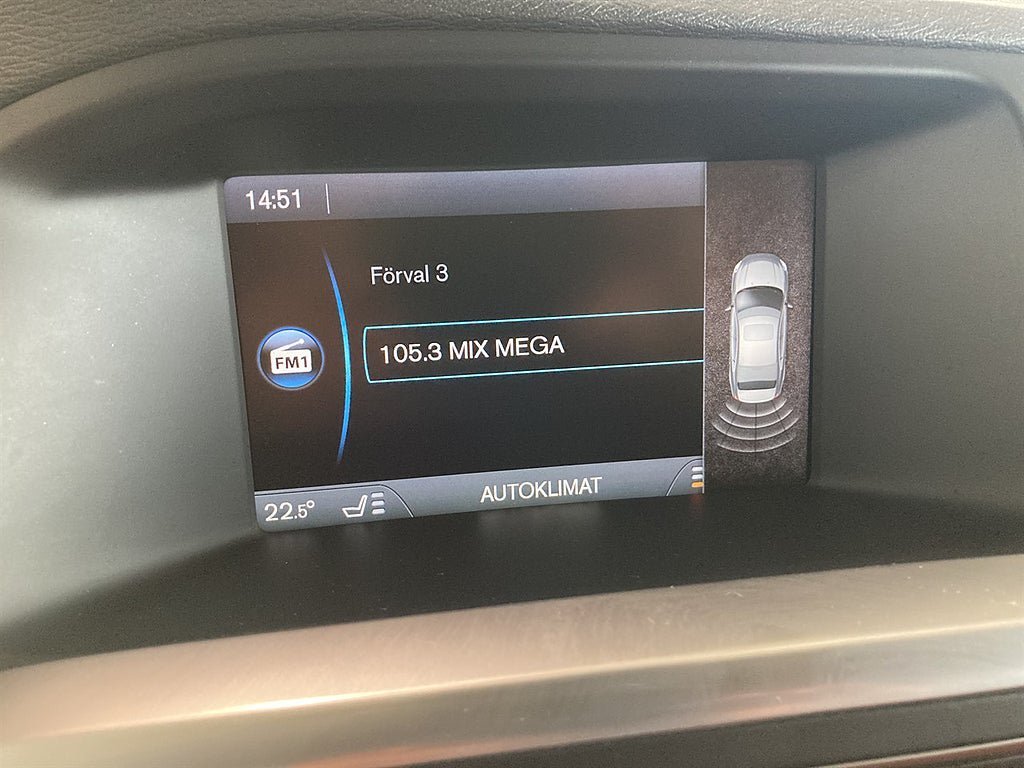 14:51
Förval 3
FM1
105.3 MIX MEGA
22.5° AUTOKLIMAT